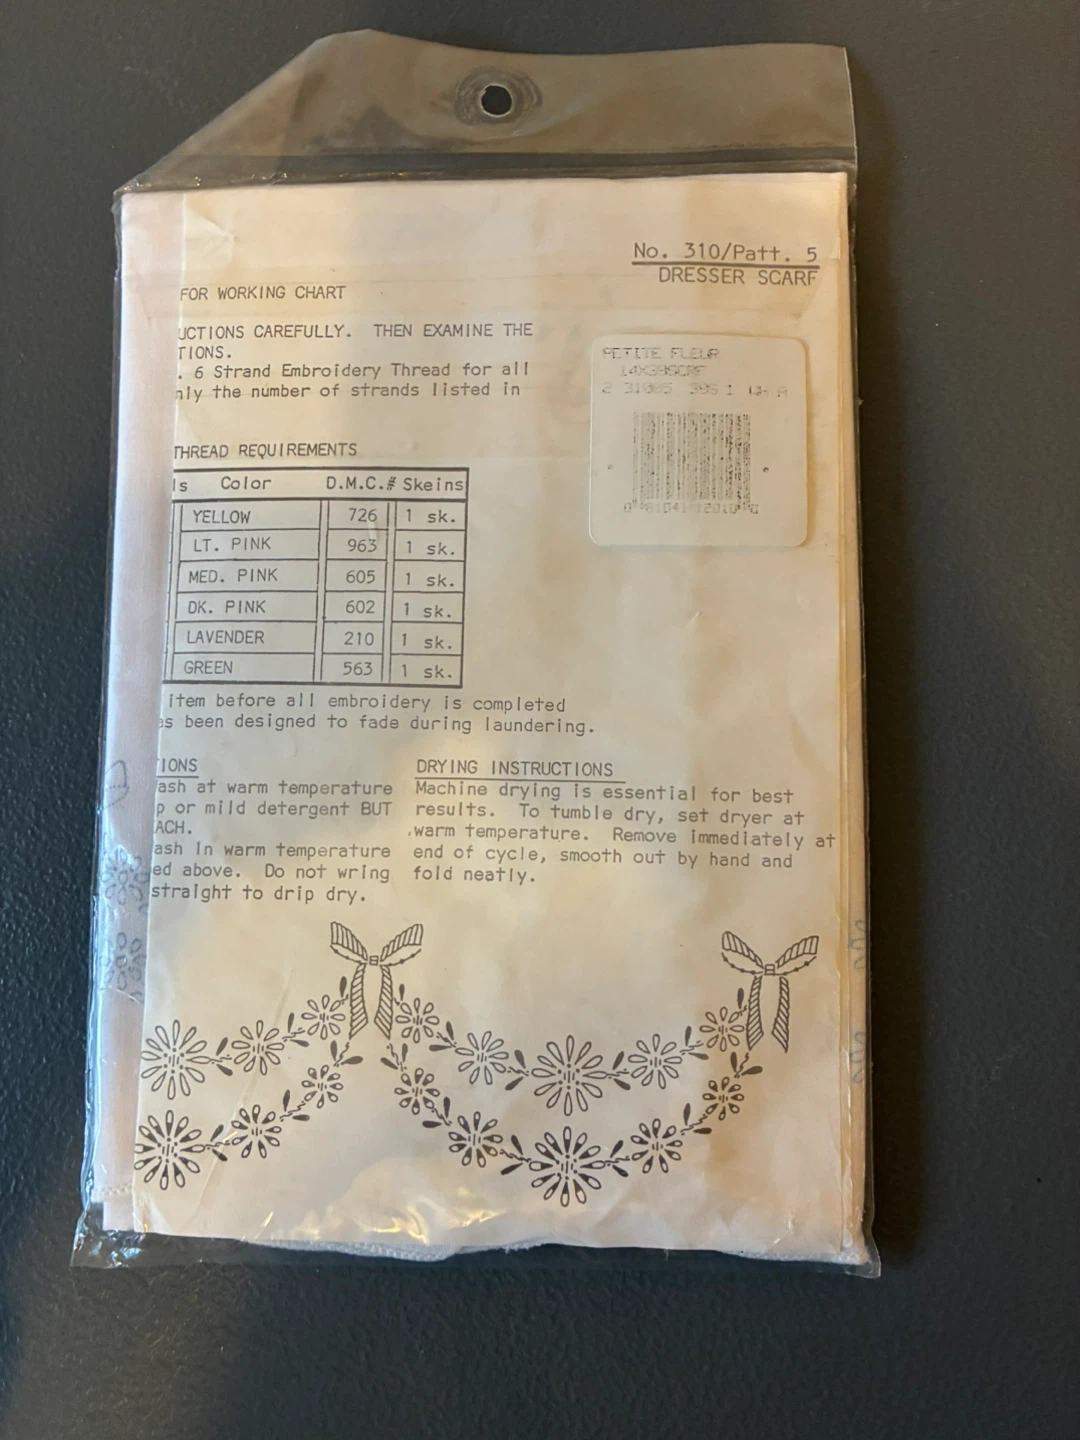 No. 310/Patt. 5
DRESSER SCARF
FOR WORKING CHART
UCTIONS CAREFULLY. THEN EXAMINE THE
TIONS.
. 6 Strand Embroidery Thread for all
nly the number of strands listed in
PETITE FLEUR
14X39SCRF
THREAD REQUIREMENTS
ls Color D.M.C.# Skeins
YELLOW 726 1 sk.
LT. PINK 963 1 sk.
MED. PINK 605 1 sk.
DK. PINK 602 1 sk.
LAVENDER 210 1 sk.
GREEN 563 1 sk.
item before all embroidery is completed
as been designed to fade during laundering.
IONS
ash at warm temperature
p or mild detergent BUT
ACH.
ash in warm temperature
ed above. Do not wring
straight to drip dry.
DRYING INSTRUCTIONS
Machine drying is essential for best
results. To tumble dry, set dryer at
warm temperature. Remove immediately at
end of cycle, smooth out by hand and
fold neatly.